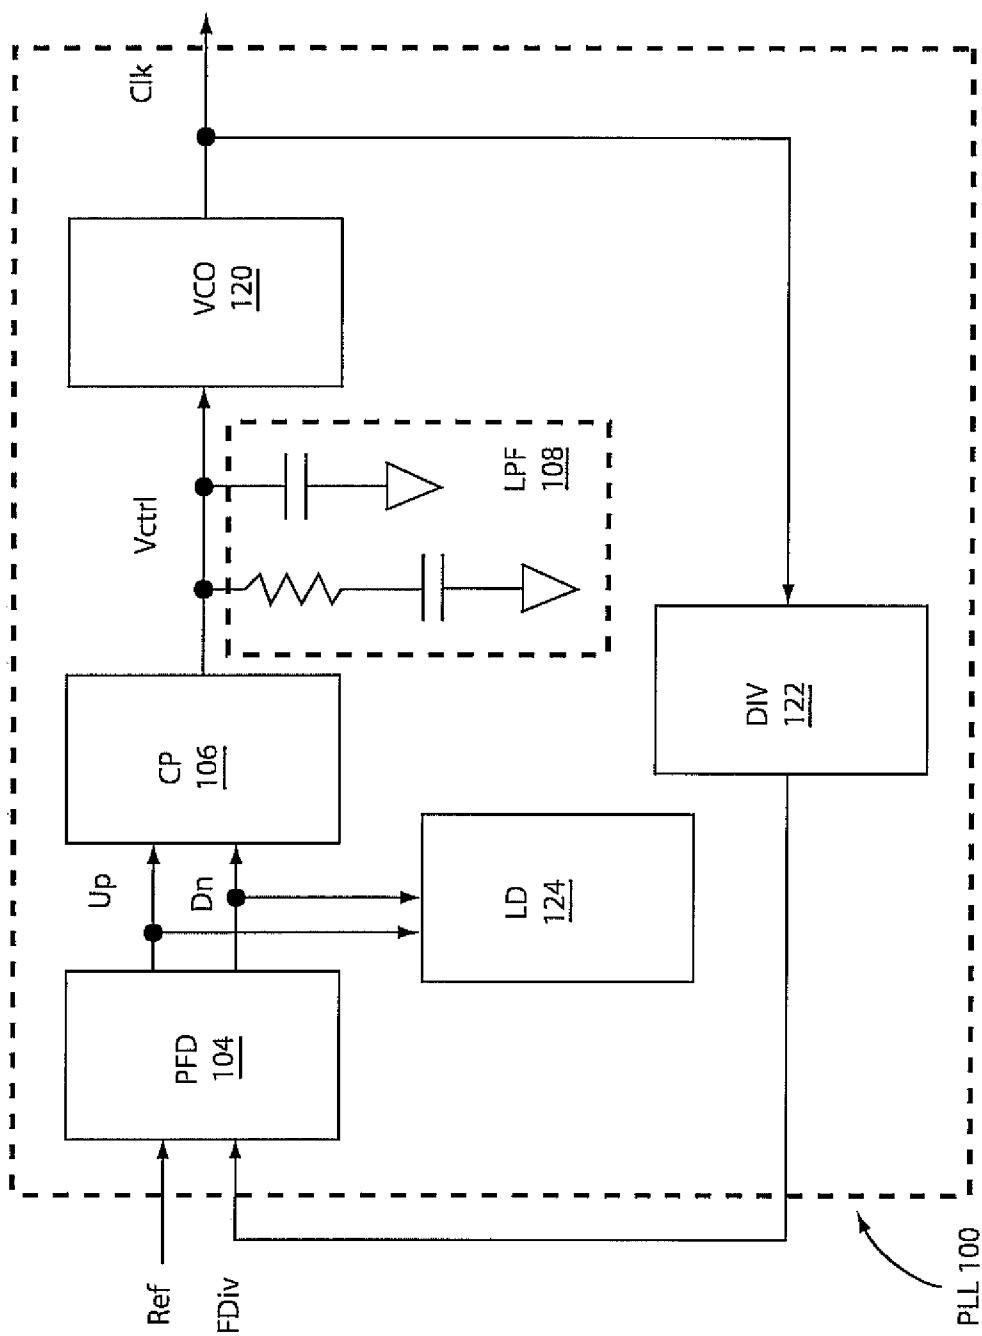 Ref
FDiv
PFD
104
Up
Dn
CP
106
Vctrl
VCO
120
Clk
LPF
108
LD
124
DIV
122
PLL 100